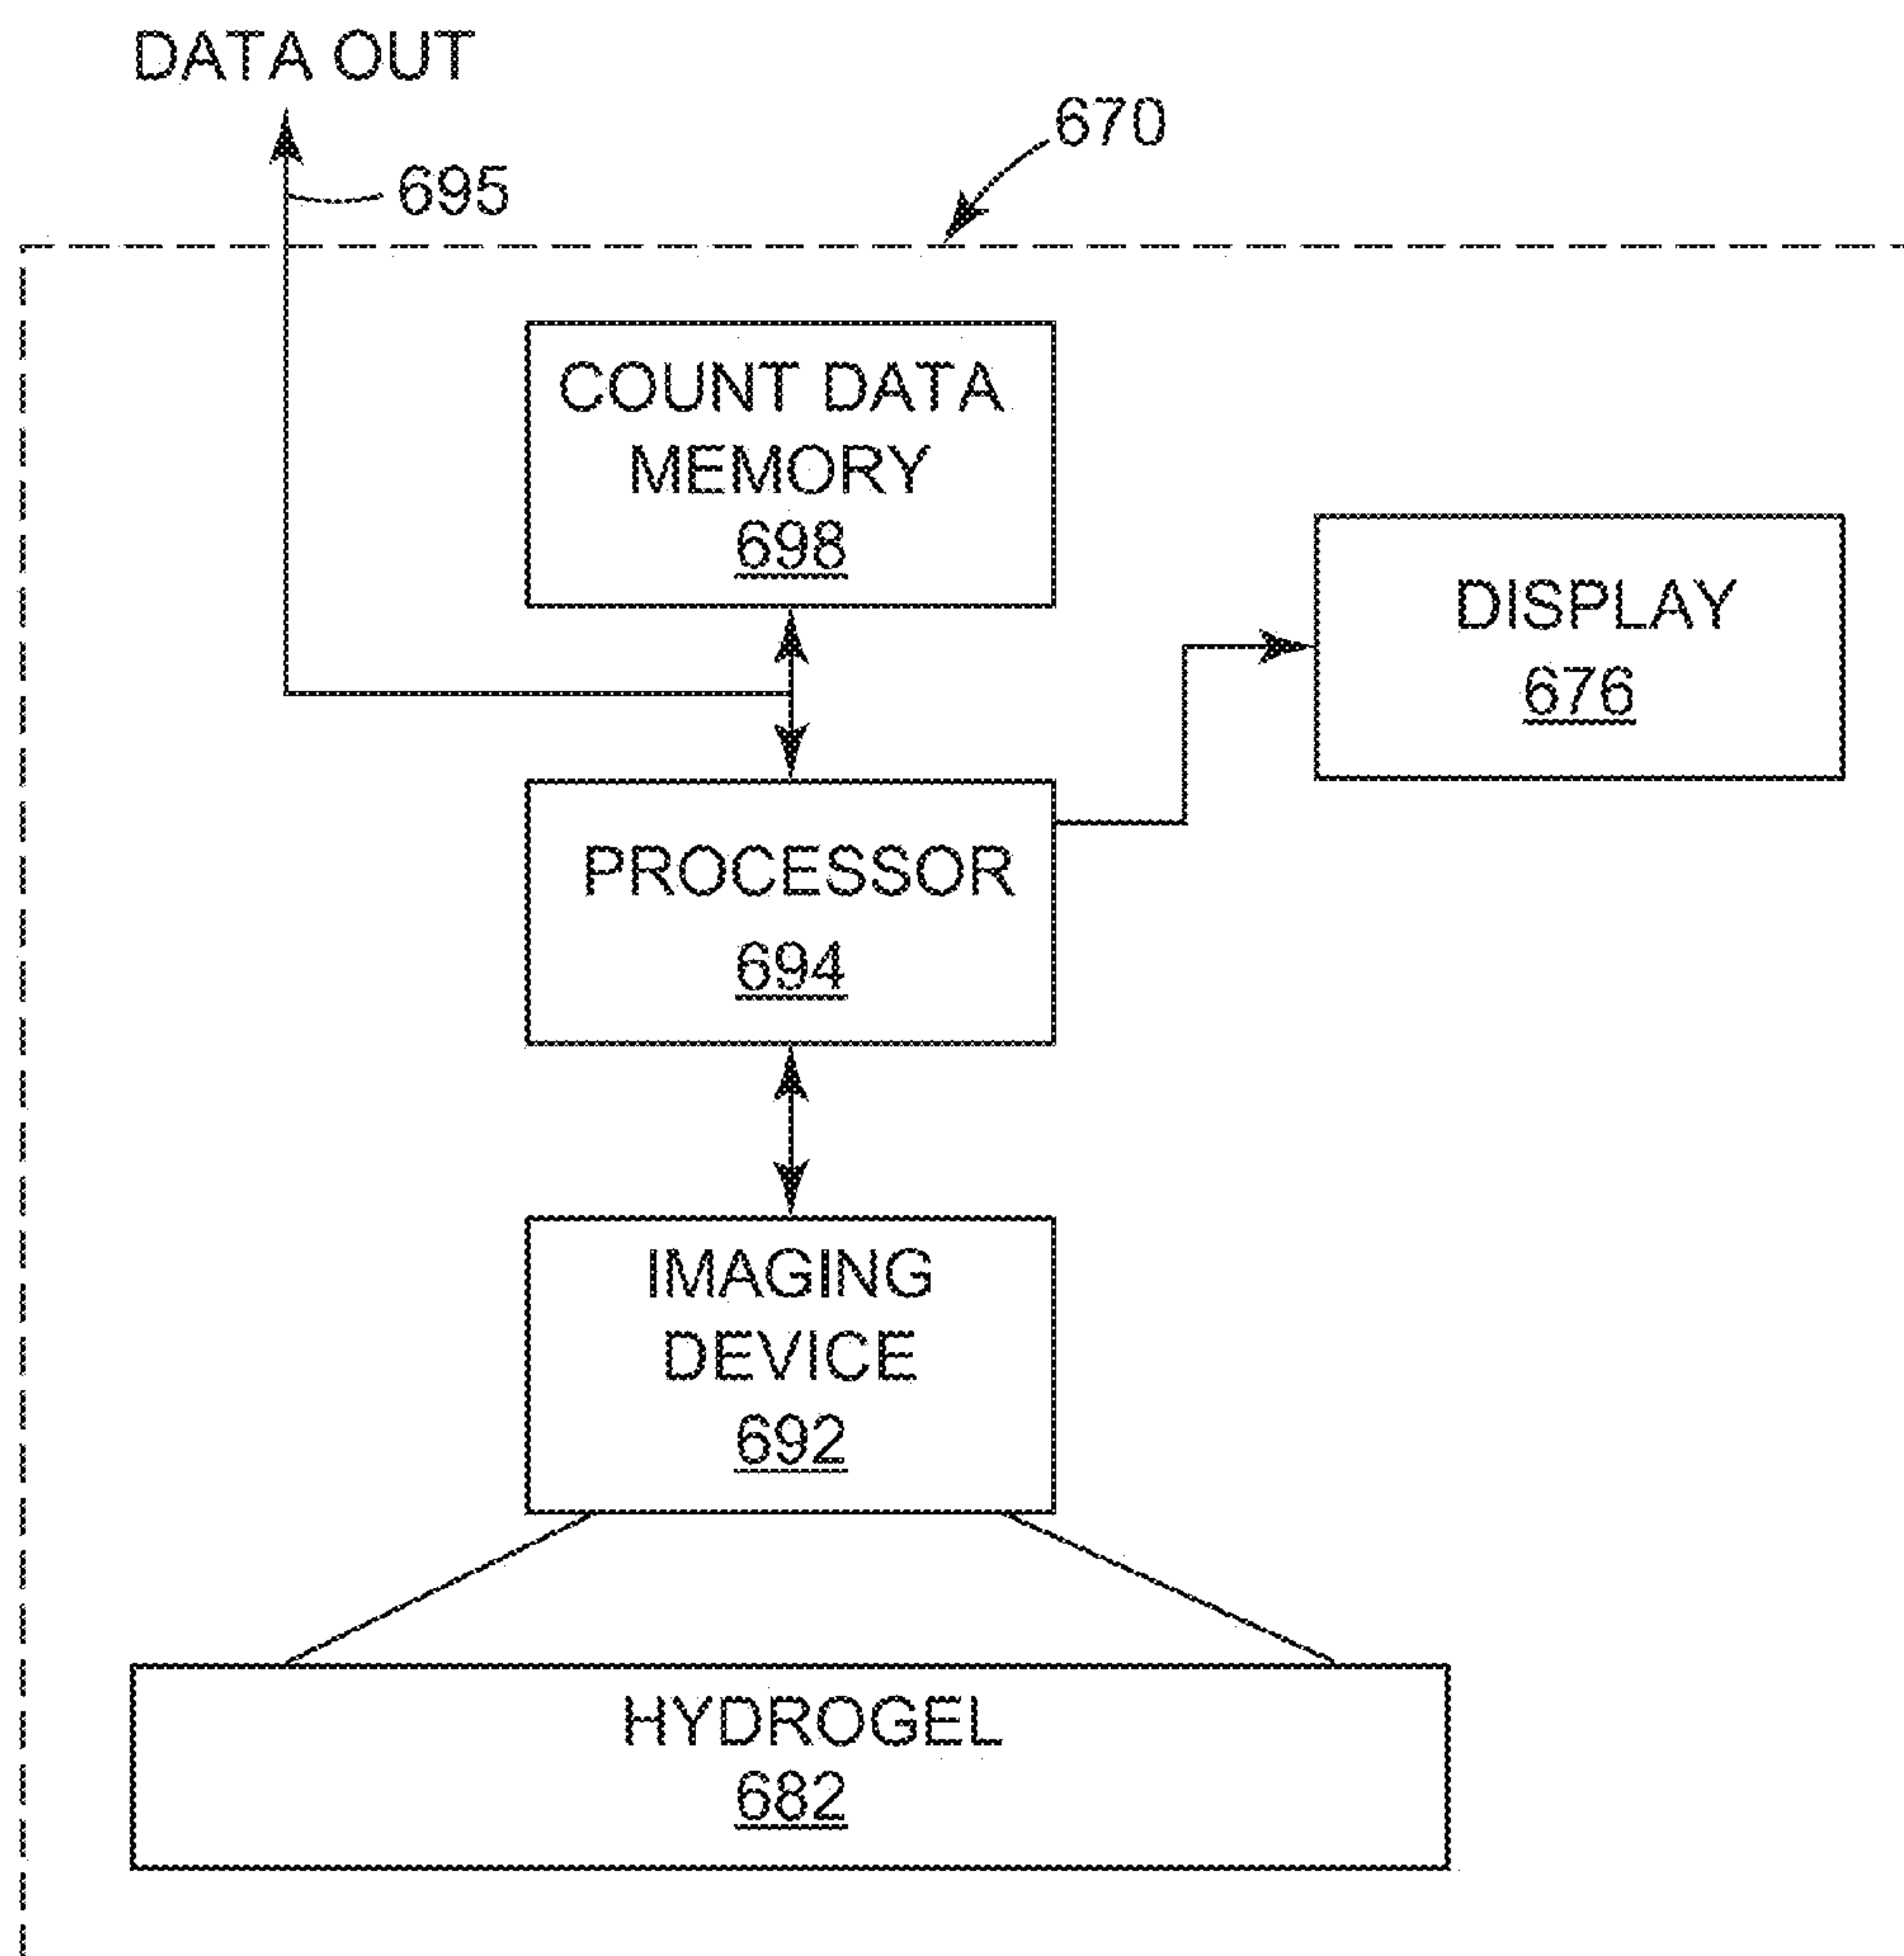 DATA OUT
670
695
COUNT DATA
MEMORY
698
DISPLAY
676
PROCESSOR
694
IMAGING
DEVICE
692
HYDROGEL
682